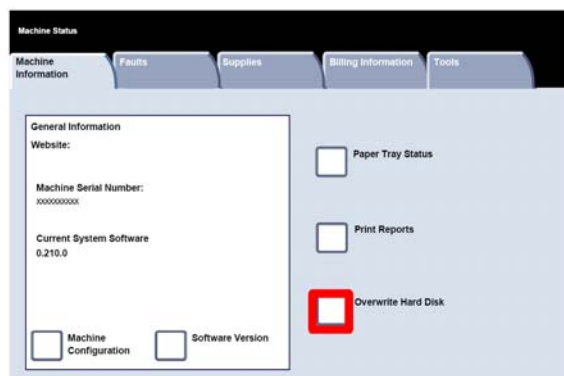 Machine Status
Machine
Information
Faults
Supplies
Billing Information
Tools
General Information
Website:
Machine Serial Number:
xxxxxxxxxx
Current System Software
0.210.0
Machine
Configuration
Software Version
Paper Tray Status
Print Reports
Overwrite Hard Disk